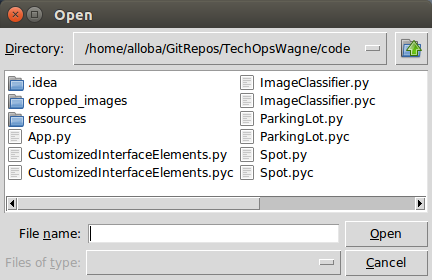 Open
Directory: /home/alloba/GitRepos/TechOpsWagne/code
.idea
cropped_images
resources
App.py
CustomizedInterfaceElements.py
CustomizedInterfaceElements.pyc
ImageClassifier.py
ImageClassifier.pyc
ParkingLot.py
ParkingLot.pyc
Spot.py
Spot.pyc
File name:
Open
Files of type:
Cancel